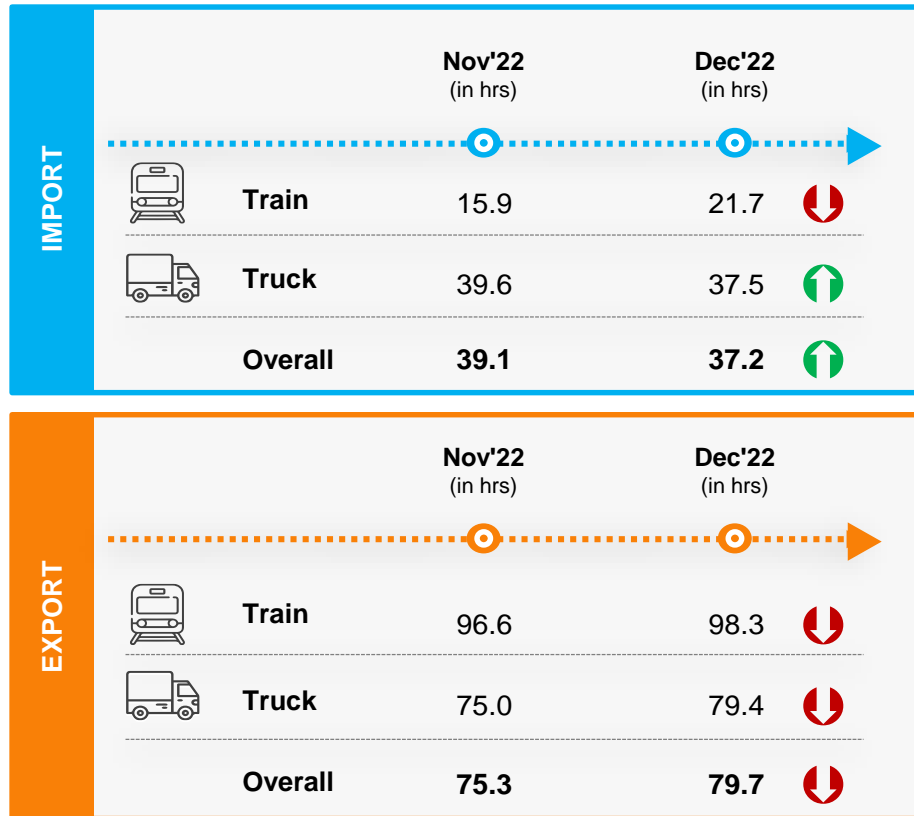 IMPORT
Nov'22 Dec'22
(in hrs) (in hrs)
Train 15.9 21.7
Truck 39.6 37.5
Overall 39.1 37.2
EXPORT
Nov'22 Dec'22
(in hrs) (in hrs)
Train 96.6 98.3
Truck 75.0 79.4
Overall 75.3 79.7